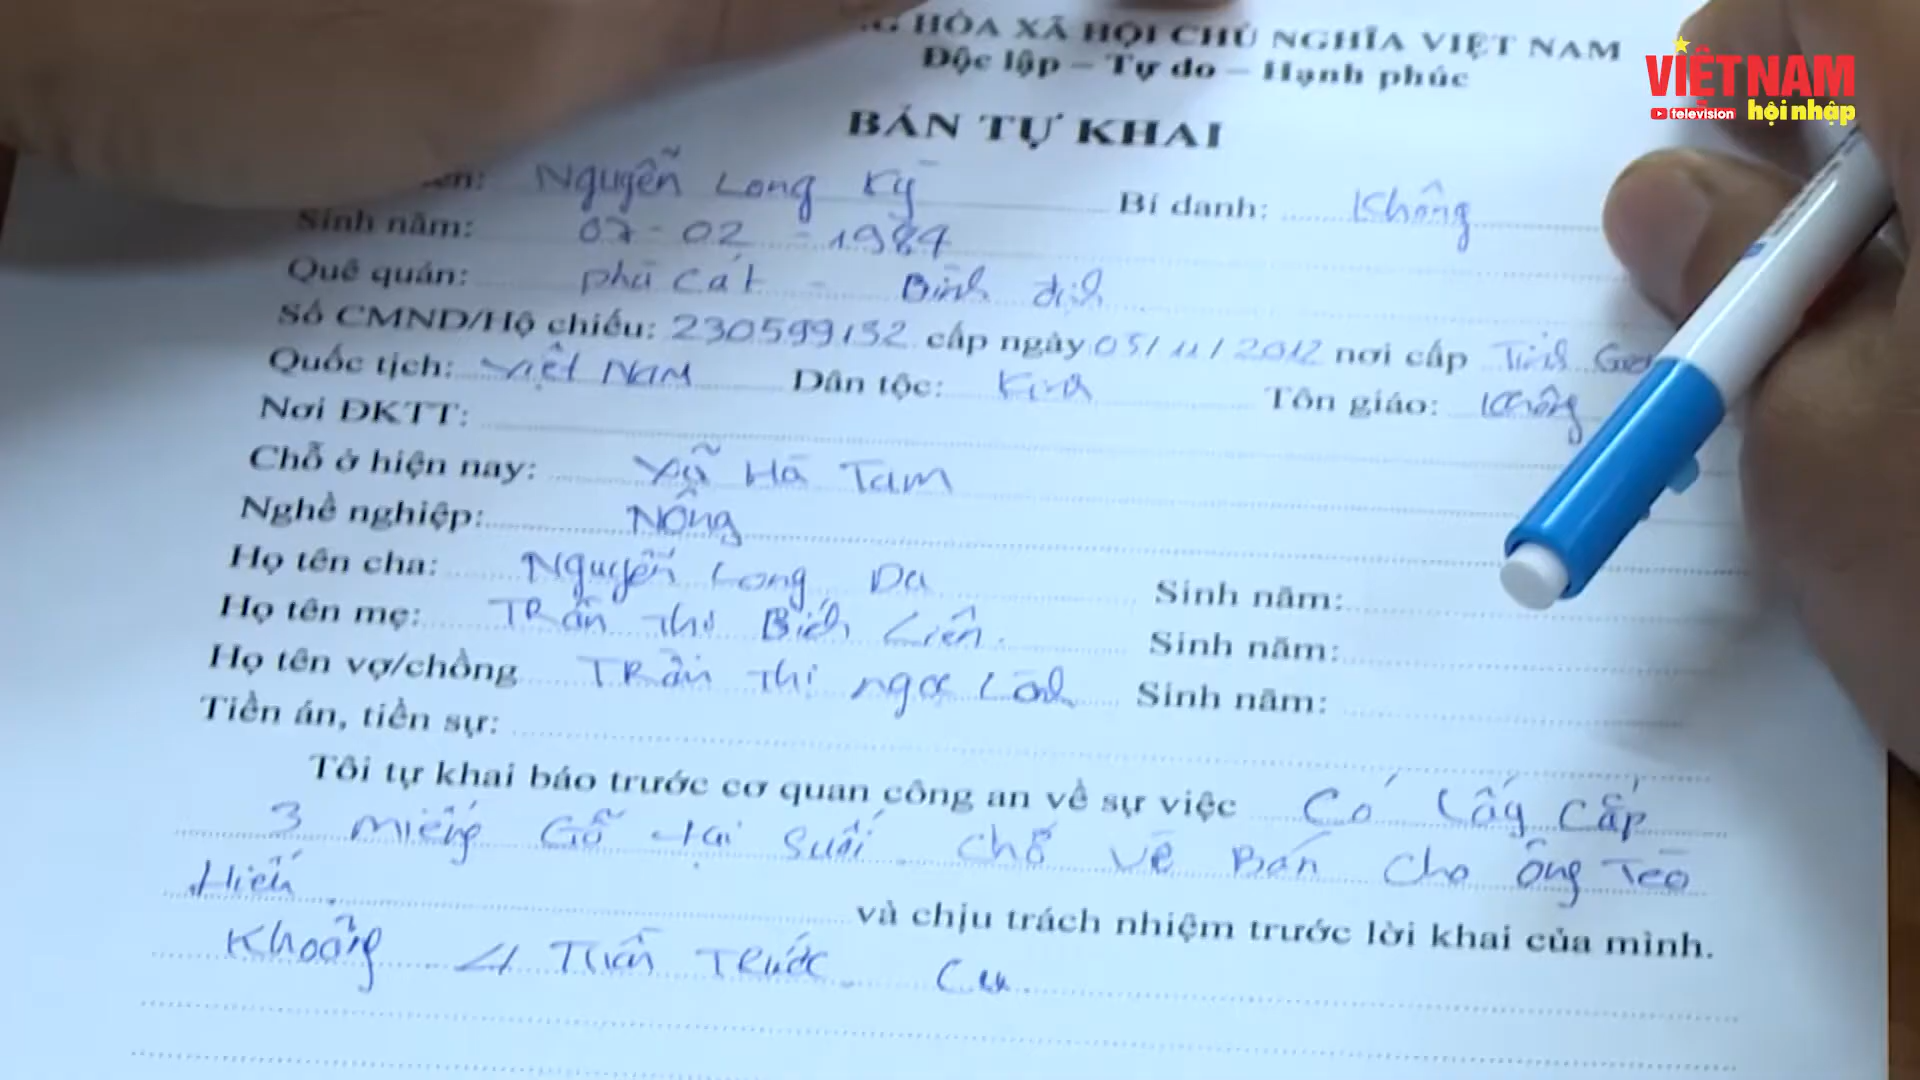 HÒA XÃ HỘI CHỦ NGHĨA VIỆT NAM
Độc lập – Tự do – Hạnh phúc
VIỆT NAM
television hội nhập
BẢN TỰ KHAI
Nguyễn Long Kỳ Bí danh: Không
Sinh năm: 07-02-1984
Quê quán: Phù Cát - Bình Định
Số CMND/Hộ chiếu: 230599132 cấp ngày 05/11/2012 nơi cấp Tỉnh
Quốc tịch: Việt NAM Dân tộc: Kinh Tôn giáo: Không
Nơi ĐKTT:
Chỗ ở hiện nay: Xã Hà Tam
Nghề nghiệp: Nông
Họ tên cha: Nguyễn Long Da Sinh năm:
Họ tên mẹ: Trần Thị Bích Liên. Sinh năm:
Họ tên vợ/chồng Trần Thị Ngọc Sinh năm:
Tiền án, tiền sự:
Tôi tự khai báo trước cơ quan công an về sự việc Có Lấy Cắp
3 miếng Gỗ tại Suối. Chở về Bán cho ông Tèo
Hiến. và chịu trách nhiệm trước lời khai của mình.
Khoảng 4 Tuần Trước.